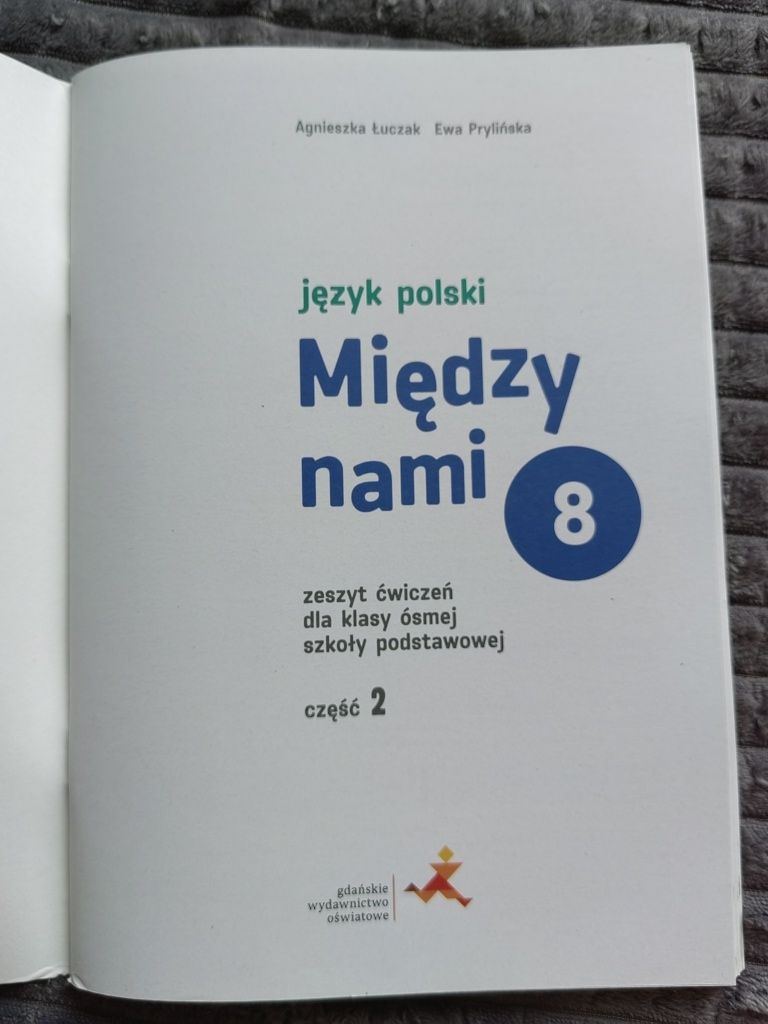 Agnieszka Łuczak Ewa Prylińska
język polski
Między
nami
8
zeszyt ćwiczeń
dla klasy ósmej
szkoły podstawowej
część 2
gdańskie
wydawnictwo
oświatowe